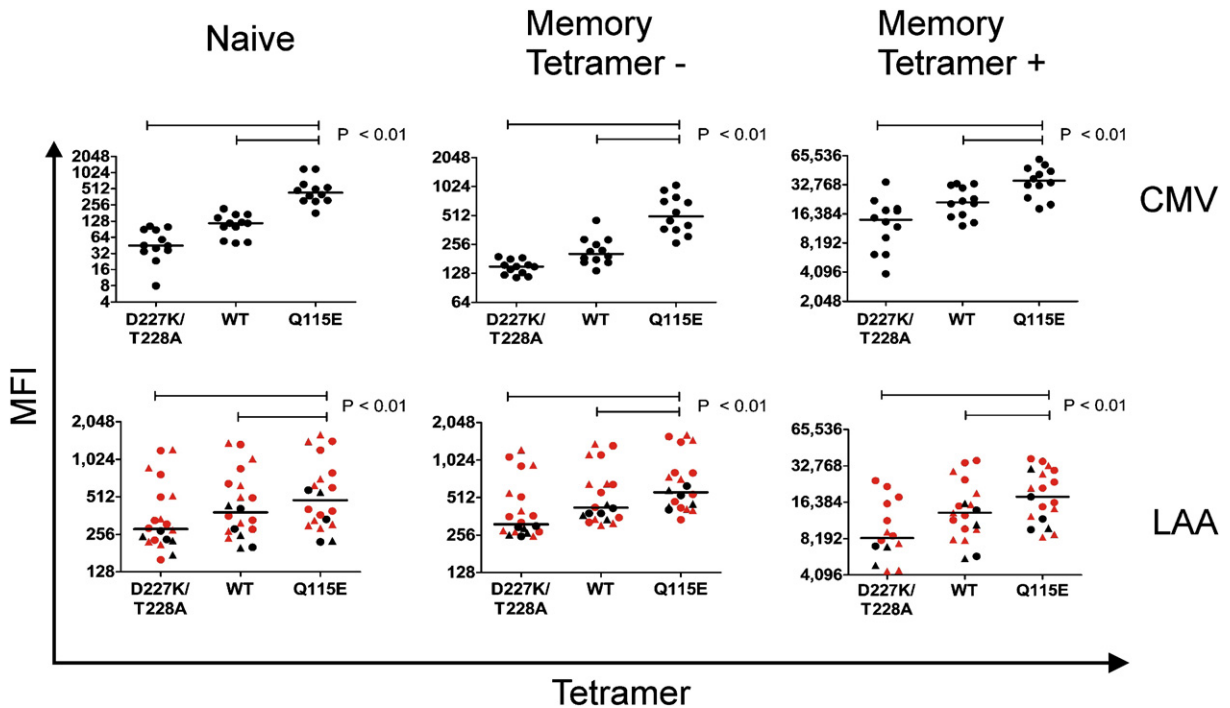 Naive
Memory
Tetramer -
Memory
Tetramer +
P < 0.01
2048
1024
512
256
128
64
32
16
8
4
D227K/
T228A
WT
Q115E
P < 0.01
2048
1024
512
256
128
64
D227K/
T228A
WT
Q115E
P < 0.01
65,536
32,768
16,384
8,192
4,096
2,048
D227K/
T228A
WT
Q115E
CMV
MFI
P < 0.01
2,048
1,024
512
256
128
D227K/
T228A
WT
Q115E
P < 0.01
2,048
1,024
512
256
128
D227K/
T228A
WT
Q115E
P < 0.01
65,536
32,768
16,384
8,192
4,096
D227K/
T228A
WT
Q115E
LAA
Tetramer